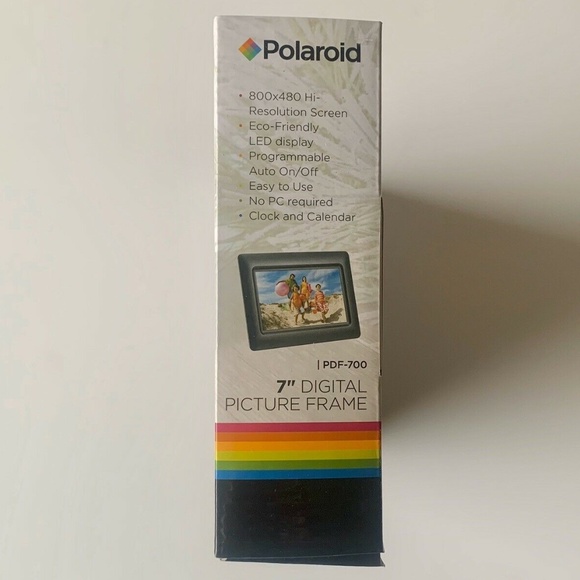 Polaroid
• 800x480 Hi-
Resolution Screen
• Eco-Friendly
LED display
• Programmable
Auto On/Off
• Easy to Use
• No PC required
• Clock and Calendar
| PDF-700
7" DIGITAL
PICTURE FRAME